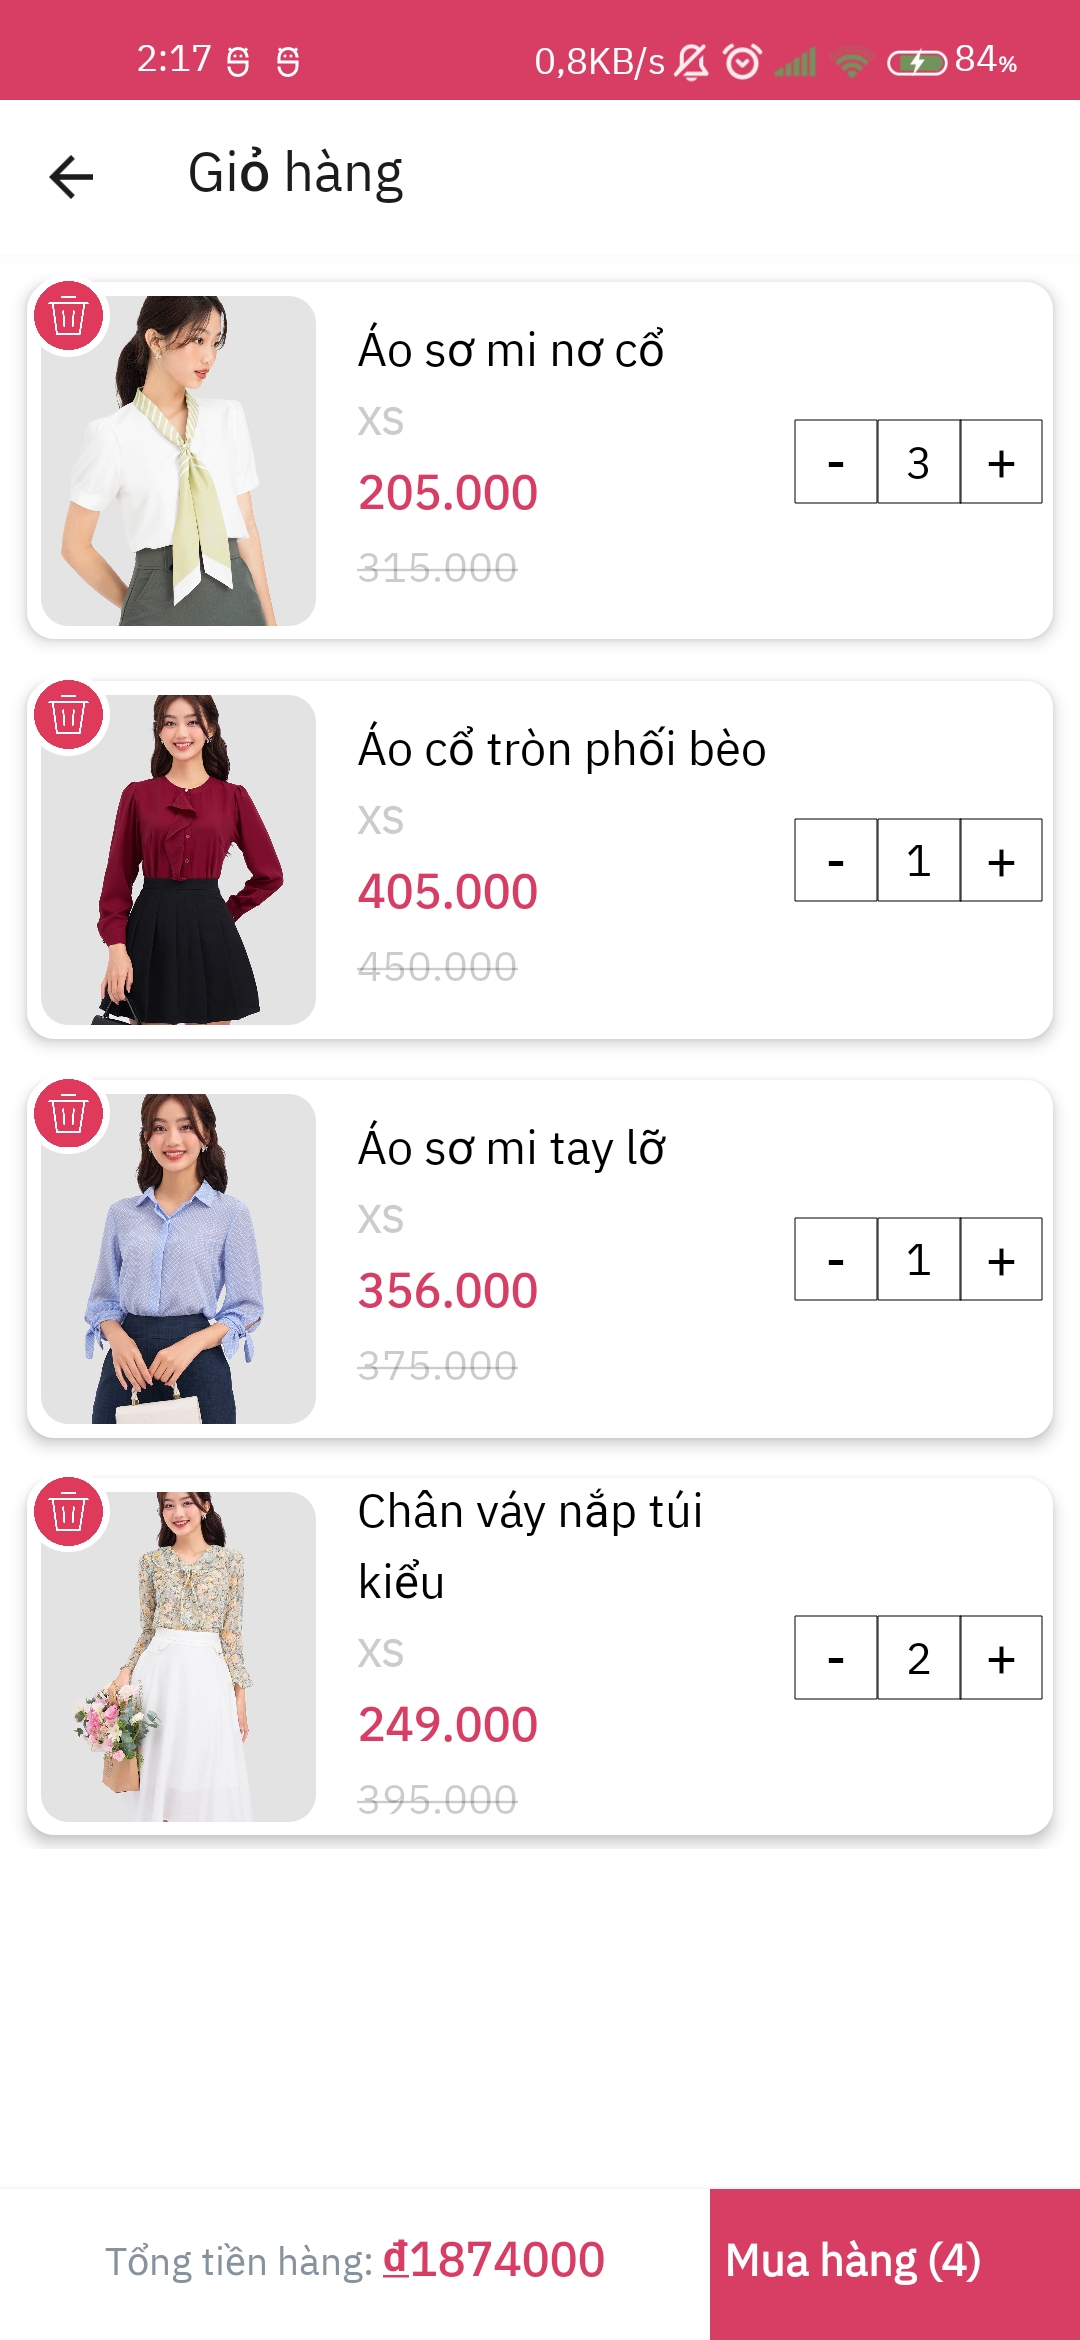 2:17 0,8KB/s 84%
Giỏ hàng
Áo sơ mi nơ cổ
XS
205.000
315.000
- 3 +
Áo cổ tròn phối bèo
XS
405.000
450.000
- 1 +
Áo sơ mi tay lỡ
XS
356.000
375.000
- 1 +
Chân váy nắp túi
kiểu
XS
249.000
395.000
- 2 +
Tổng tiền hàng: ₫1874000
Mua hàng (4)